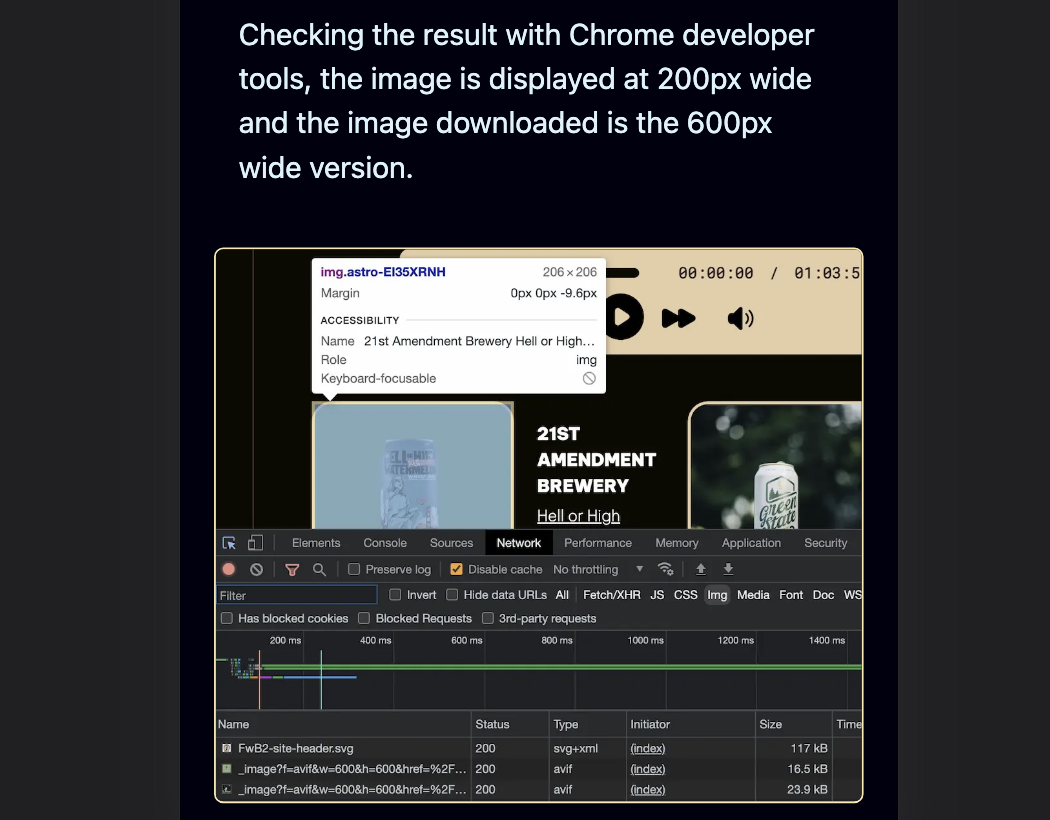 Checking the result with Chrome developer
tools, the image is displayed at 200px wide
and the image downloaded is the 600px
wide version.
img.astro-EI35XRNH 206 × 206
Margin 0px 0px -9.6px
ACCESSIBILITY
Name 21st Amendment Brewery Hell or High...
Role img
Keyboard-focusable
00:00:00 / 01:03:5
HELL OR HIGH
WATERMELON
21ST
AMENDMENT
BREWERY
Hell or High
Green
State
Elements Console Sources Network Performance Memory Application Security
Preserve log Disable cache No throttling
Filter Invert Hide data URLs All Fetch/XHR JS CSS Img Media Font Doc WS
Has blocked cookies Blocked Requests 3rd-party requests
200 ms 400 ms 600 ms 800 ms 1000 ms 1200 ms 1400 ms
Name Status Type Initiator Size Time
FwB2-site-header.svg 200 svg+xml (index) 117 kB
_image?f=avif&w=600&h=600&href=%2F... 200 avif (index) 16.5 kB
_image?f=avif&w=600&h=600&href=%2F... 200 avif (index) 23.9 kB